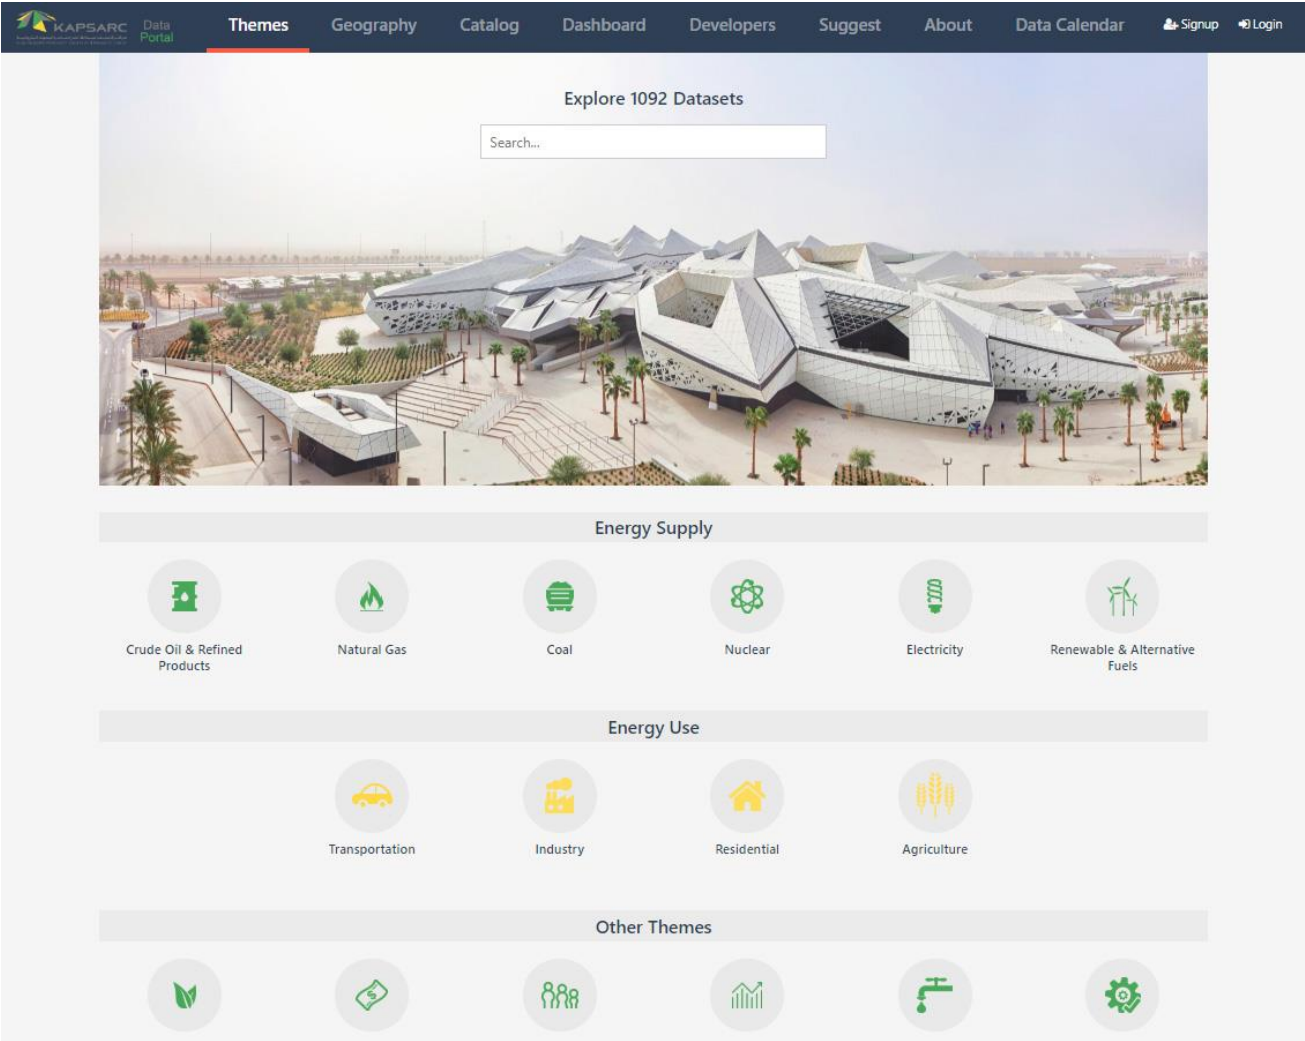 KAPSARC
Data
Portal
Themes
Geography
Catalog
Dashboard
Developers
Suggest
About
Data Calendar
Signup
Login
Explore 1092 Datasets
Search...
Energy Supply
Crude Oil & Refined
Products
Natural Gas
Coal
Nuclear
Electricity
Renewable & Alternative
Fuels
Energy Use
Transportation
Industry
Residential
Agriculture
Other Themes